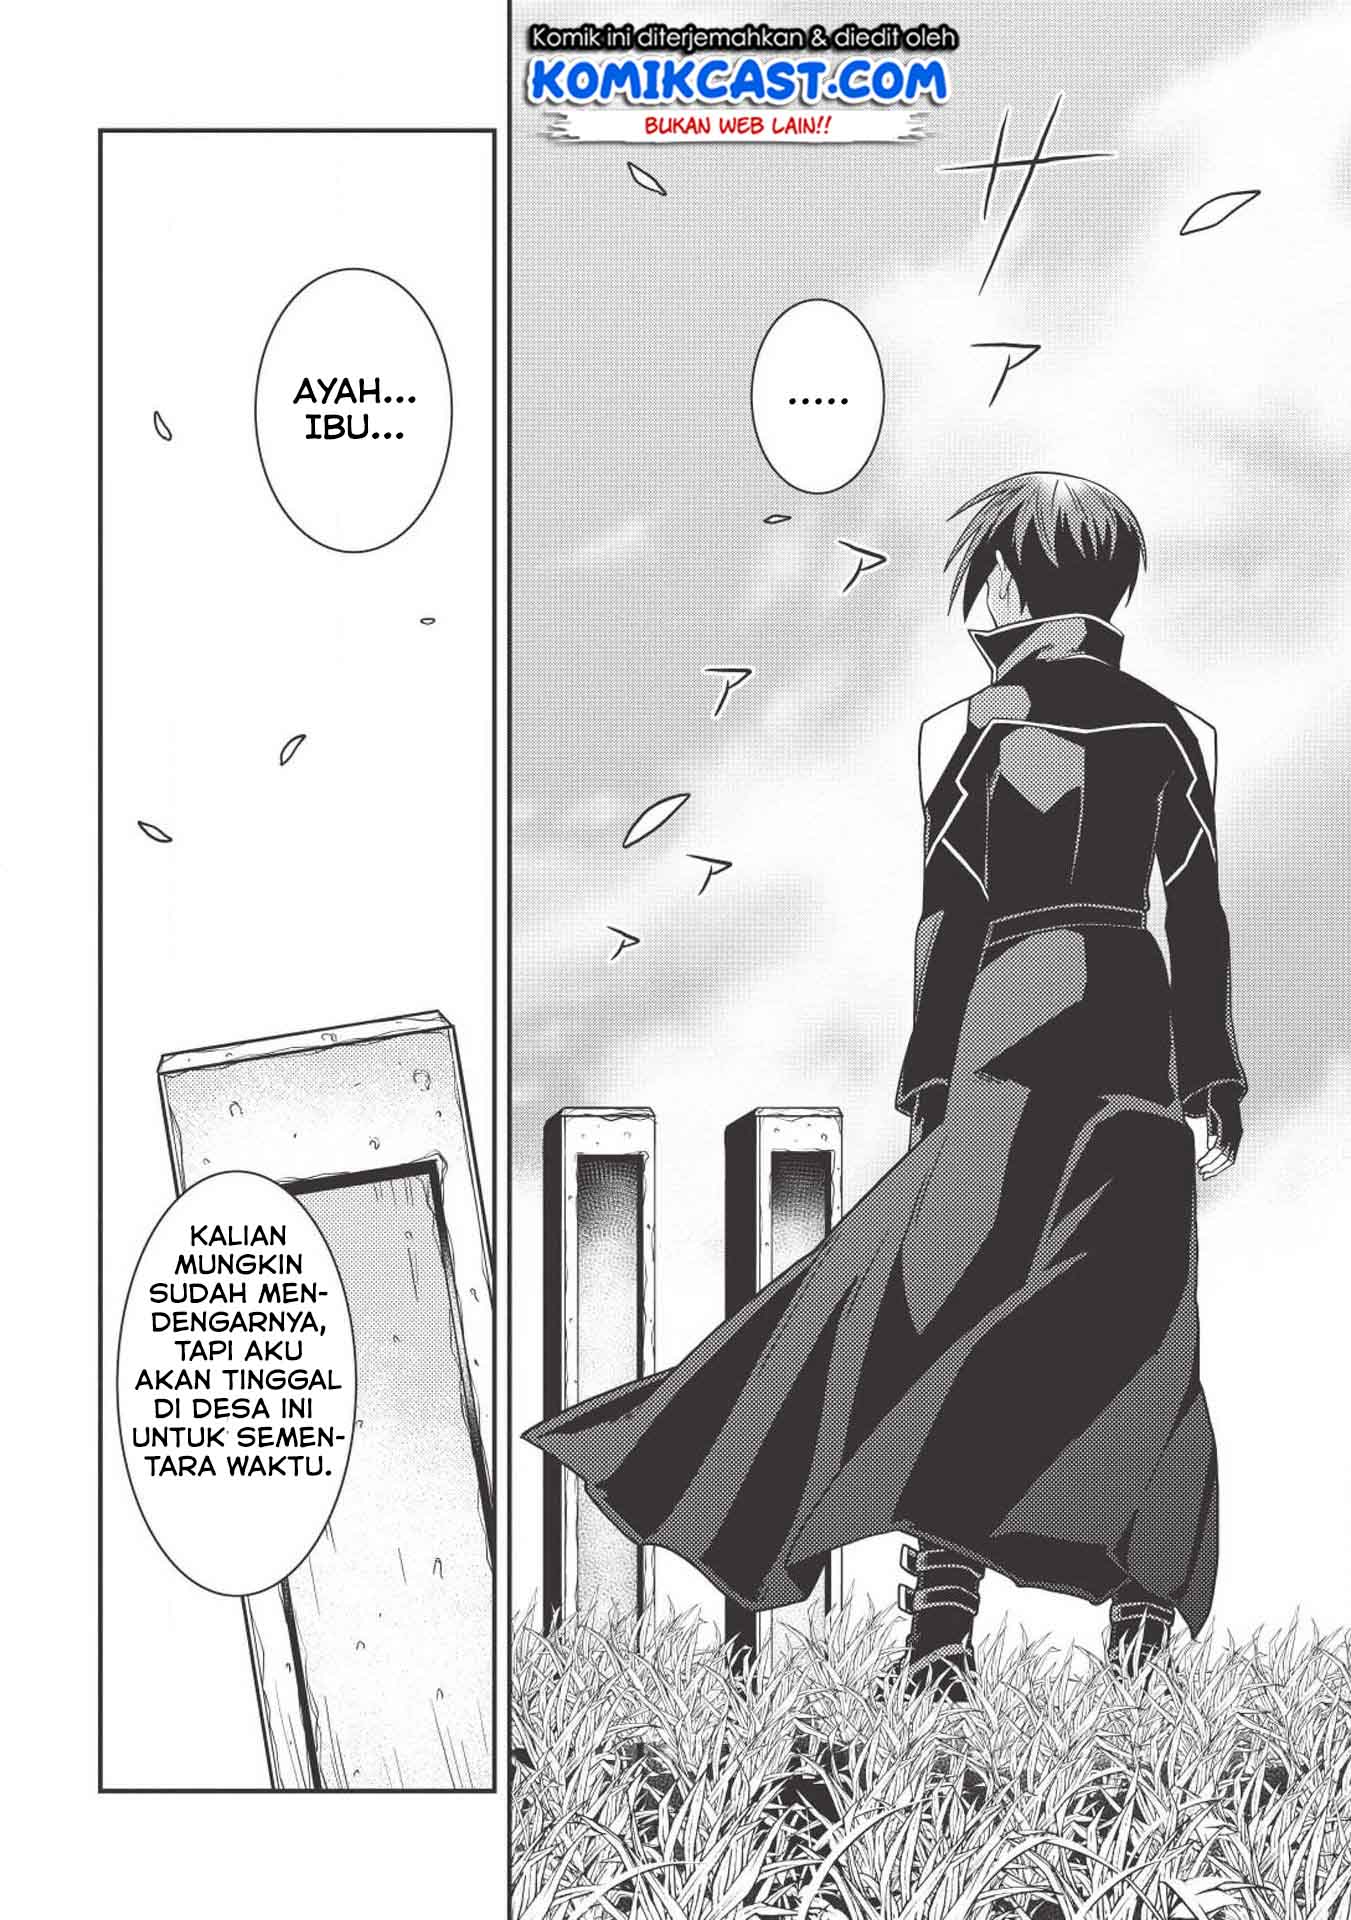 Komik ini diterjemahkan & diedit oleh
KOMIKCAST.COM
BUKAN WEB LAIN!!
ザァァァァァ
.....
AYAH...
IBU...
KALIAN
MUNGKIN
SUDAH MEN-
DENGARNYA,
TAPI AKU
AKAN TINGGAL
DI DESA INI
UNTUK SEMEN-
TARA WAKTU.